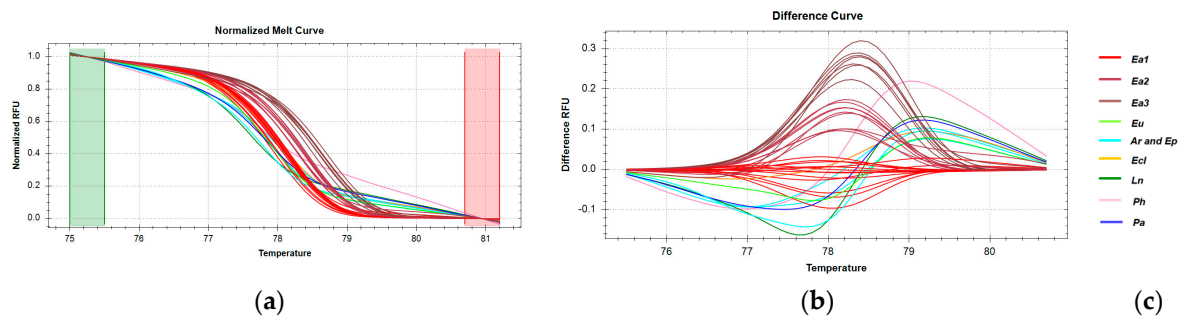 Normalized Melt Curve
Normalized RFU
1.0
0.8
0.6
0.4
0.2
0.0
75 76 77 78 79 80 81
Temperature
(a)
Difference Curve
Difference RFU
0.3
0.2
0.1
0.0
-0.1
76 77 78 79 80
Temperature
(b)
Ea1
Ea2
Ea3
Eu
Ar and Ep
Ecl
Ln
Ph
Pa
(c)